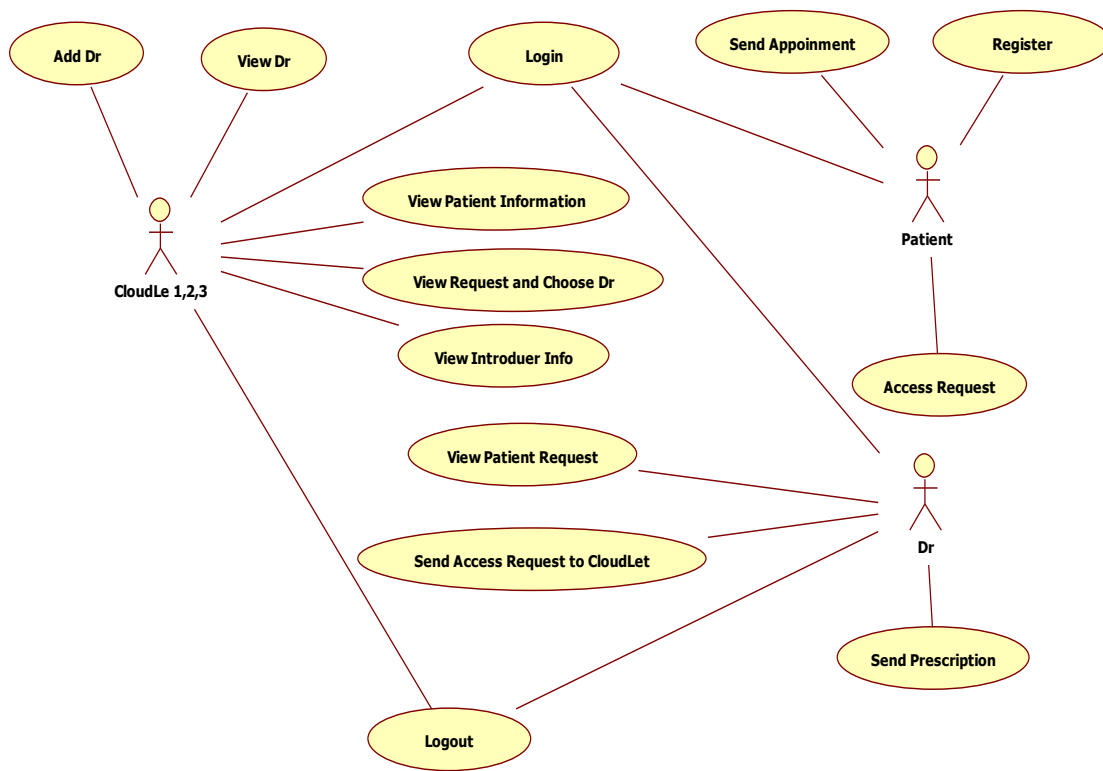 Add Dr
View Dr
Login
Send Appoinment
Register
View Patient Information
Patient
View Request and Choose Dr
CloudLe 1,2,3
View Introduer Info
Access Request
View Patient Request
Dr
Send Access Request to CloudLet
Send Prescription
Logout